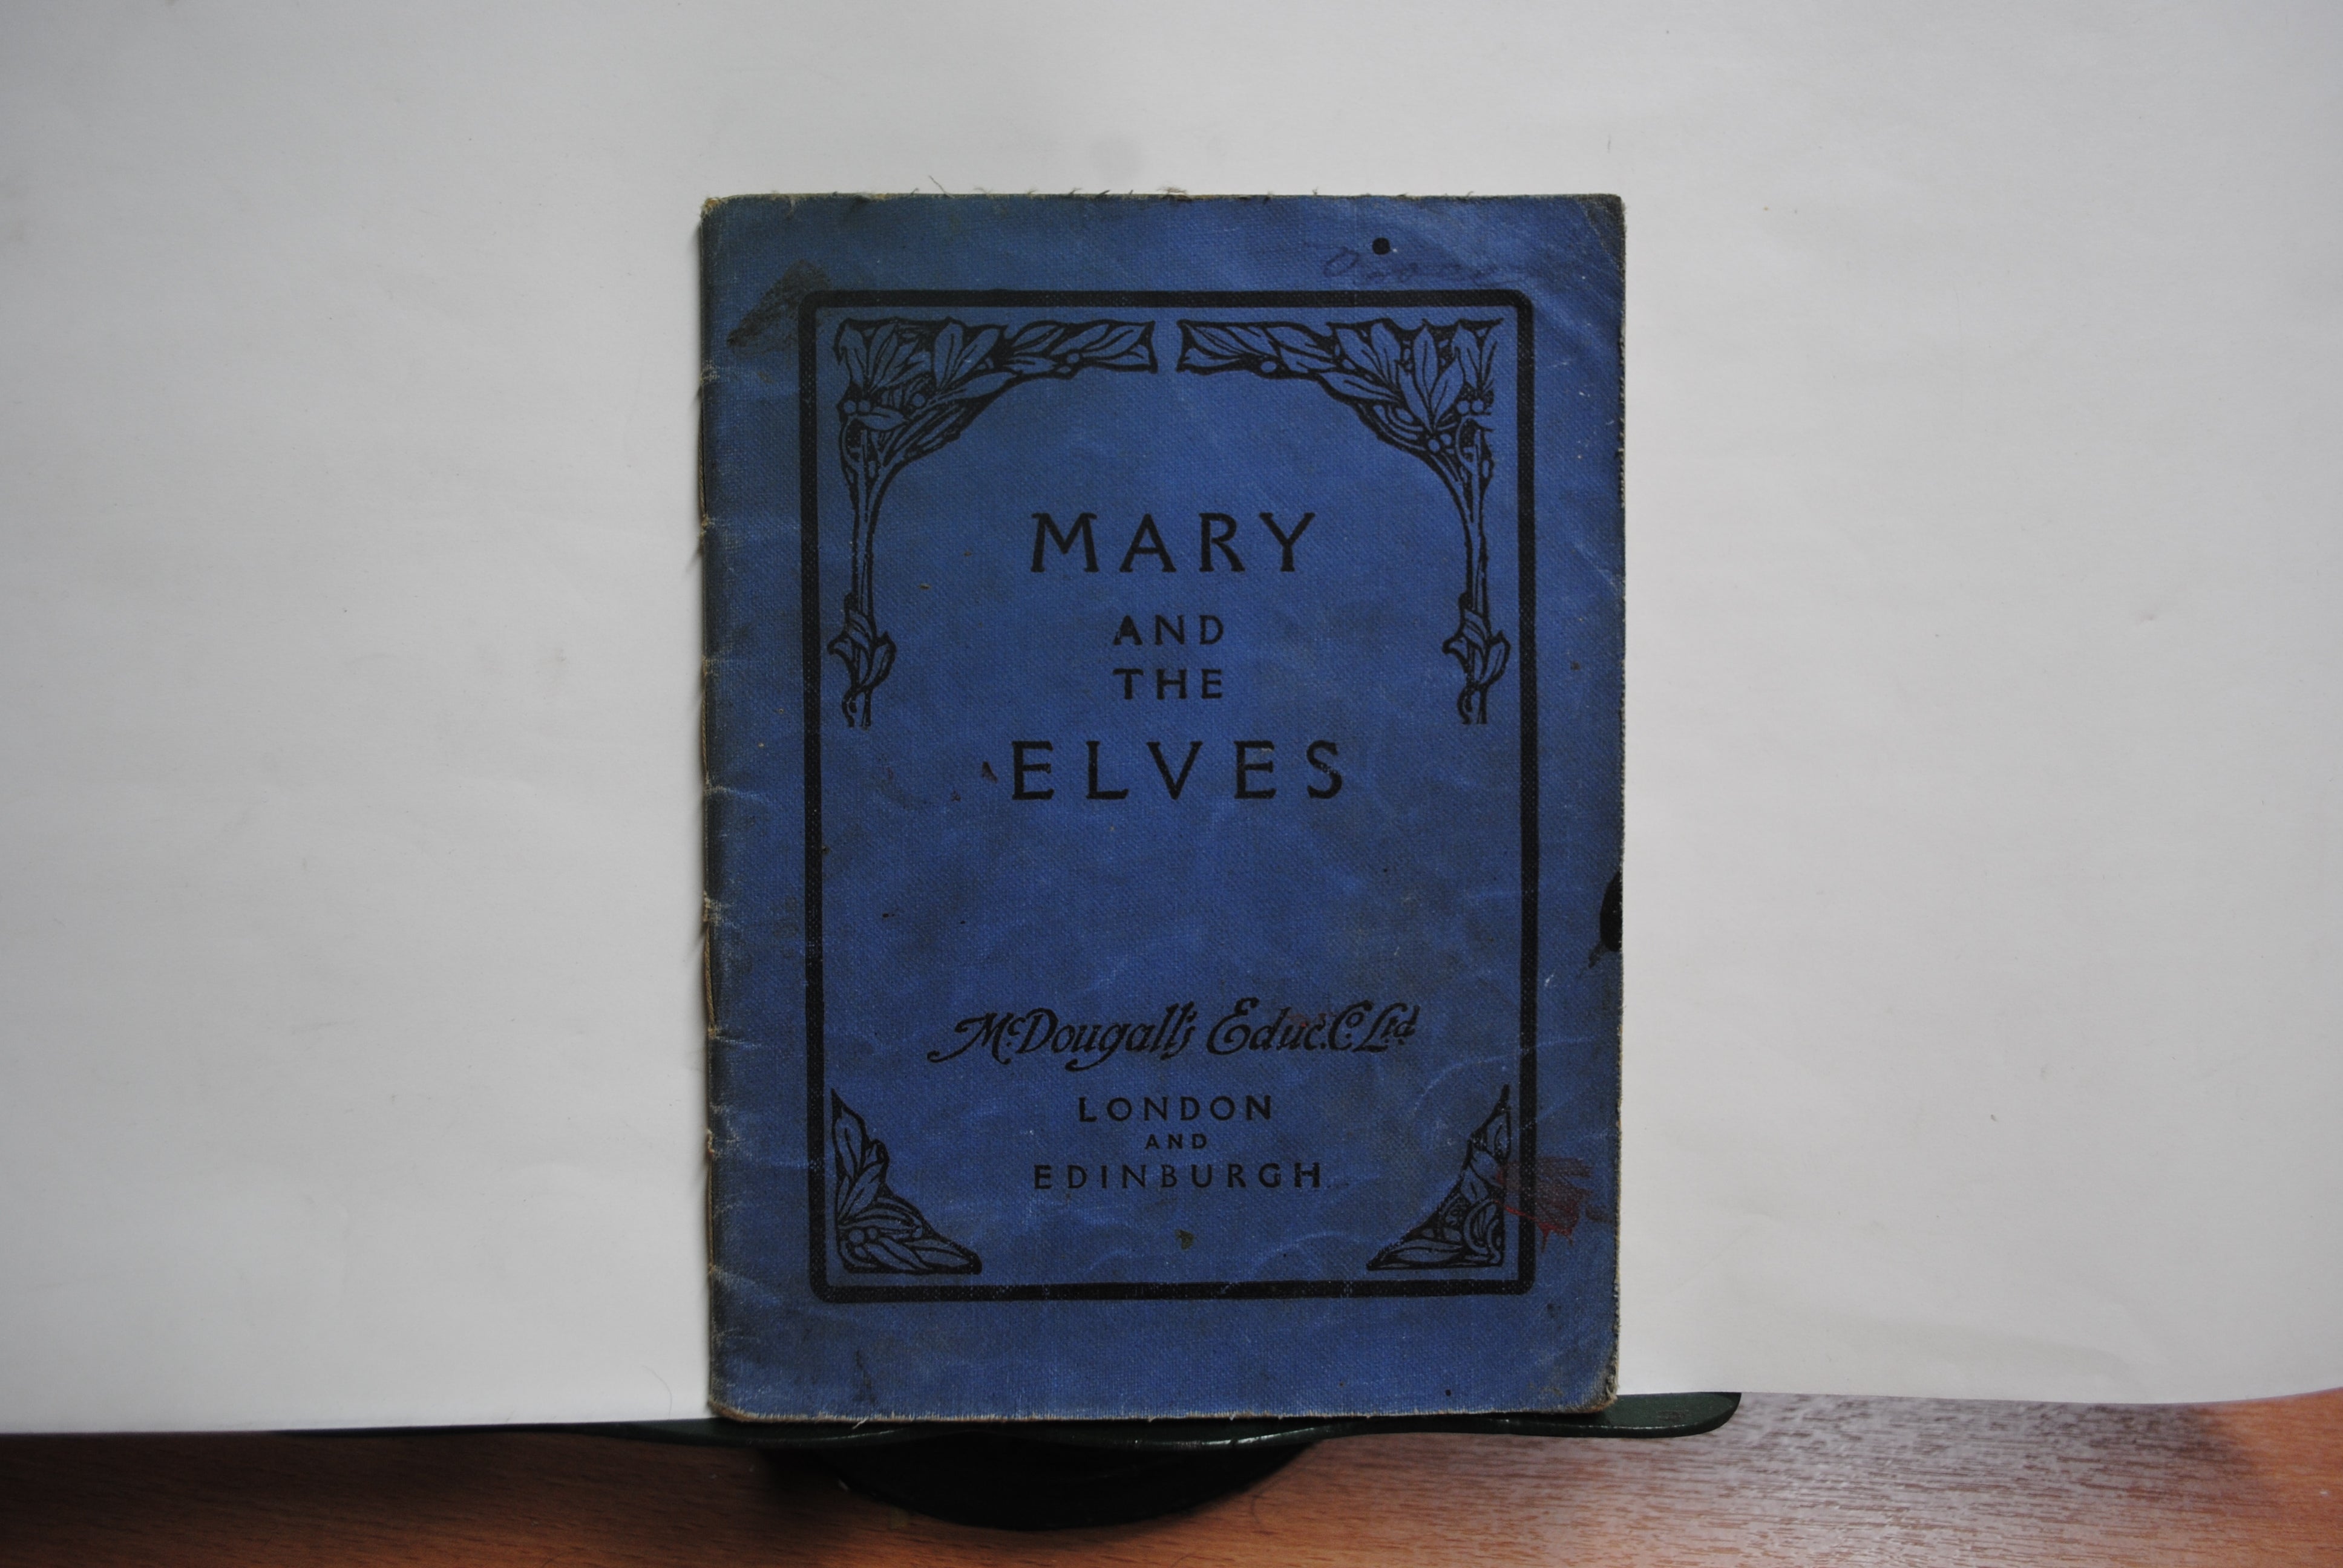 MARY
AND
THE
ELVES
McDougall's Educ. Co. Ltd.
LONDON
AND
EDINBURGH